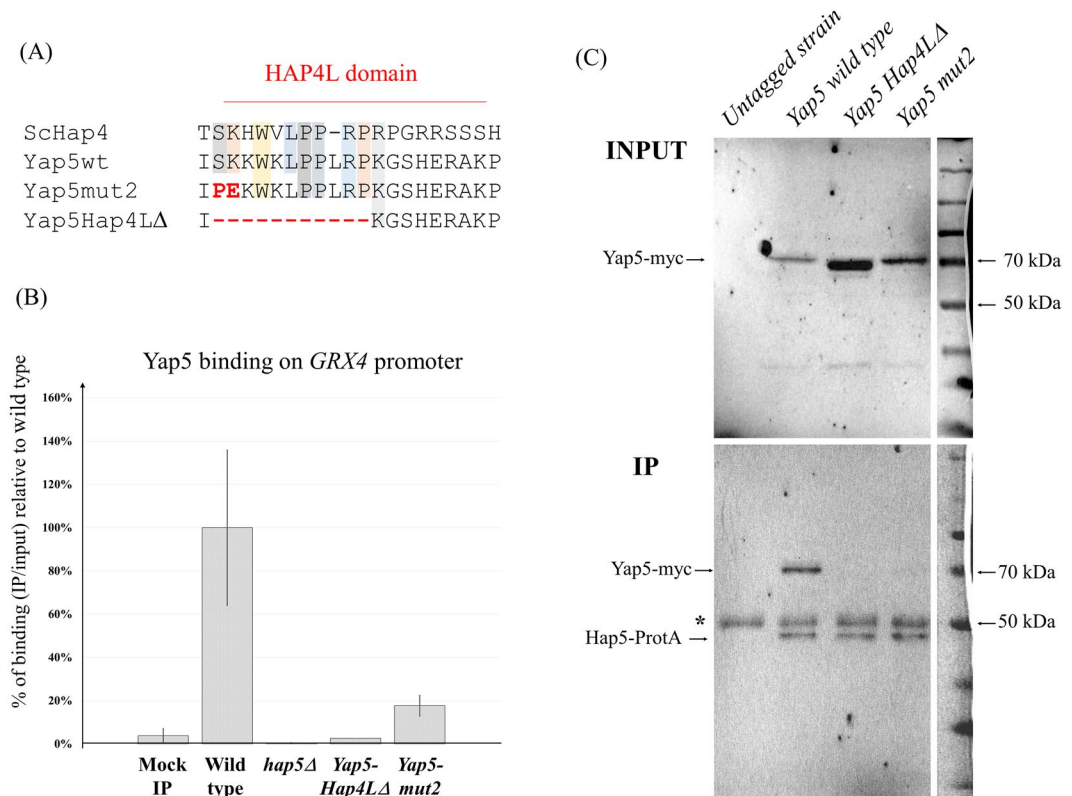 (A)
HAP4L domain
ScHap4 TSKHWVLPP-RPRPGRRSSSH
Yap5wt ISKKWKLPPLRPKGSHERAKP
Yap5mut2 IPEKWKLPPLRPKGSHERAKP
Yap5Hap4LΔ I-----------KGSHERAKP
(B)
Yap5 binding on GRX4 promoter
% of binding (IP/input) relative to wild type
160%
140%
120%
100%
80%
60%
40%
20%
0%
Mock IP
Wild type
hap5Δ
Yap5-Hap4LΔ
Yap5-mut2
(C)
Untagged strain
Yap5 wild type
Yap5 Hap4LΔ
Yap5 mut2
INPUT
Yap5-myc
70 kDa
50 kDa
IP
Yap5-myc
70 kDa
*
50 kDa
Hap5-ProtA